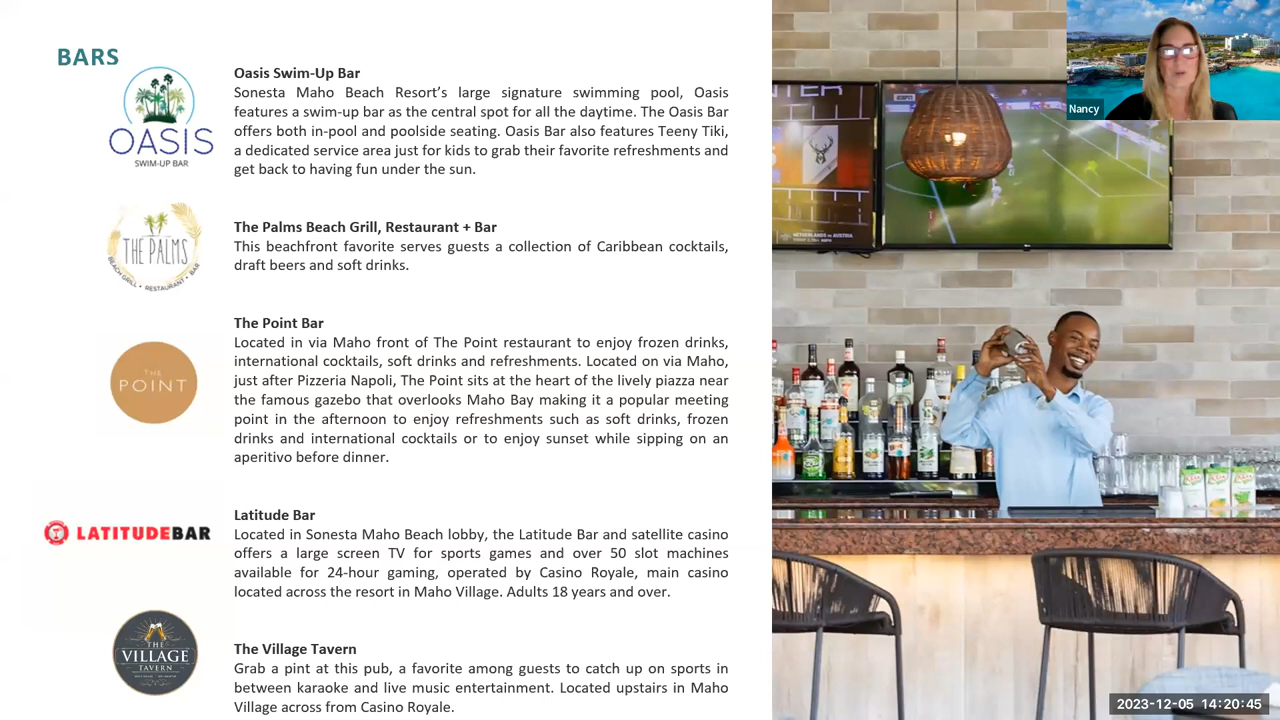 BARS
OASIS
SWIM-UP BAR
Oasis Swim-Up Bar
Sonesta Maho Beach Resort’s large signature swimming pool, Oasis
features a swim-up bar as the central spot for all the daytime. The Oasis Bar
offers both in-pool and poolside seating. Oasis Bar also features Teeny Tiki,
a dedicated service area just for kids to grab their favorite refreshments and
get back to having fun under the sun.
THE PALMS
BEACH GRILL • RESTAURANT • BAR
The Palms Beach Grill, Restaurant + Bar
This beachfront favorite serves guests a collection of Caribbean cocktails,
draft beers and soft drinks.
THE
POINT
The Point Bar
Located in via Maho front of The Point restaurant to enjoy frozen drinks,
international cocktails, soft drinks and refreshments. Located on via Maho,
just after Pizzeria Napoli, The Point sits at the heart of the lively piazza near
the famous gazebo that overlooks Maho Bay making it a popular meeting
point in the afternoon to enjoy refreshments such as soft drinks, frozen
drinks and international cocktails or to enjoy sunset while sipping on an
aperitivo before dinner.
LATITUDEBAR
Latitude Bar
Located in Sonesta Maho Beach lobby, the Latitude Bar and satellite casino
offers a large screen TV for sports games and over 50 slot machines
available for 24-hour gaming, operated by Casino Royale, main casino
located across the resort in Maho Village. Adults 18 years and over.
THE
VILLAGE
TAVERN
The Village Tavern
Grab a pint at this pub, a favorite among guests to catch up on sports in
between karaoke and live music entertainment. Located upstairs in Maho
Village across from Casino Royale.
ESPN
NETHERLANDS vs AUSTRIA
Nancy
2023-12-05 14:20:45